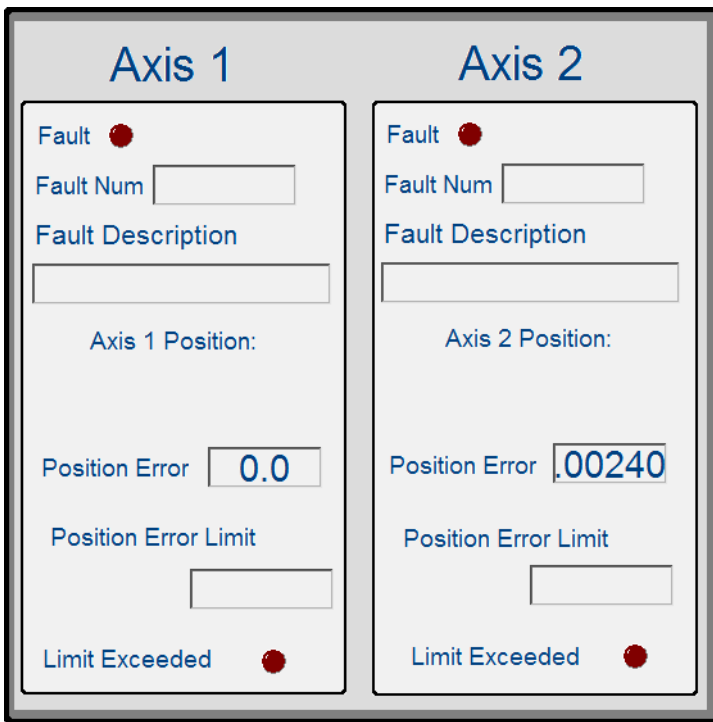 Axis 1
Fault
Fault Num
Fault Description
Axis 1 Position:
Position Error 0.0
Position Error Limit
Limit Exceeded
Axis 2
Fault
Fault Num
Fault Description
Axis 2 Position:
Position Error .00240
Position Error Limit
Limit Exceeded